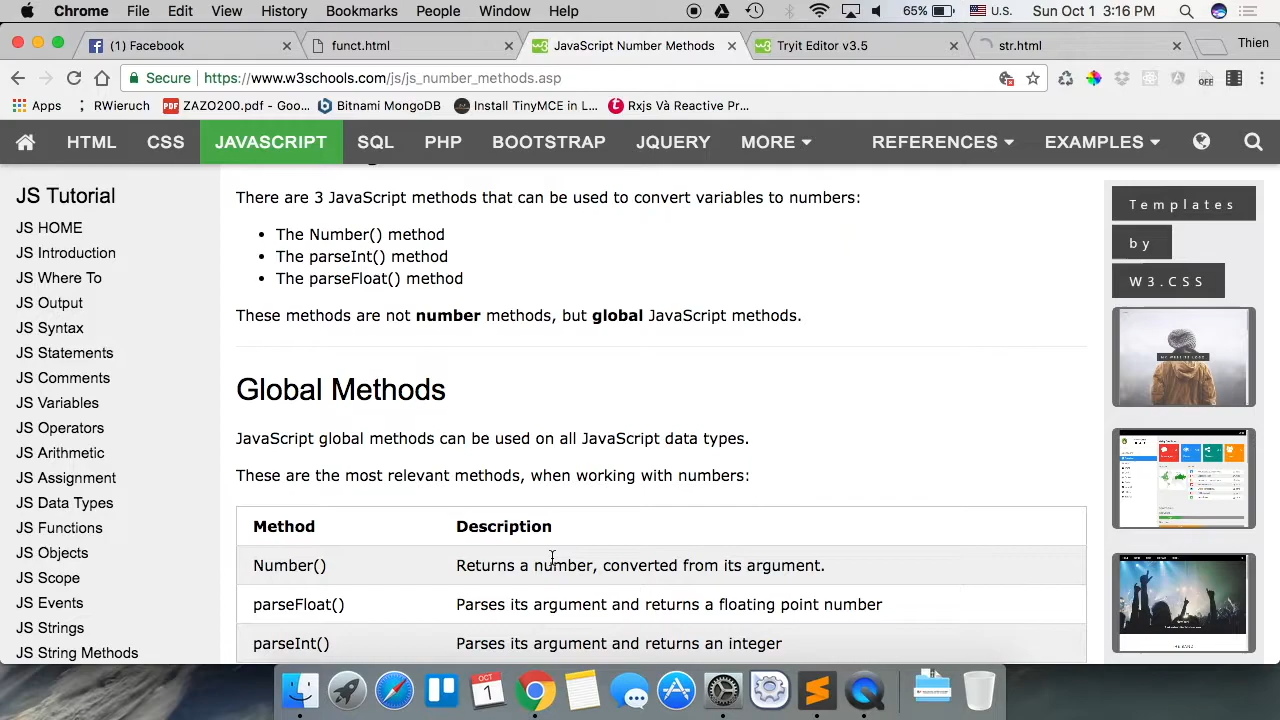 Chrome File Edit View History Bookmarks People Window Help 65% U.S. Sun Oct 1 3:16 PM
(1) Facebook funct.html JavaScript Number Methods Tryit Editor v3.5 str.html Thien
Secure https://www.w3schools.com/js/js_number_methods.asp OFF
Apps RWieruch ZAZO200.pdf - Goo... Bitnami MongoDB Install TinyMCE in L... Rxjs Và Reactive Pr...
HTML CSS JAVASCRIPT SQL PHP BOOTSTRAP JQUERY MORE REFERENCES EXAMPLES
JS Tutorial
JS HOME
JS Introduction
JS Where To
JS Output
JS Syntax
JS Statements
JS Comments
JS Variables
JS Operators
JS Arithmetic
JS Assignment
JS Data Types
JS Functions
JS Objects
JS Scope
JS Events
JS Strings
JS String Methods
There are 3 JavaScript methods that can be used to convert variables to numbers:
• The Number() method
• The parseInt() method
• The parseFloat() method
These methods are not number methods, but global JavaScript methods.
Global Methods
JavaScript global methods can be used on all JavaScript data types.
These are the most relevant methods, when working with numbers:
Method Description
Number() Returns a number, converted from its argument.
parseFloat() Parses its argument and returns a floating point number
parseInt() Parses its argument and returns an integer
Templates
by
W3.CSS
OCT
1